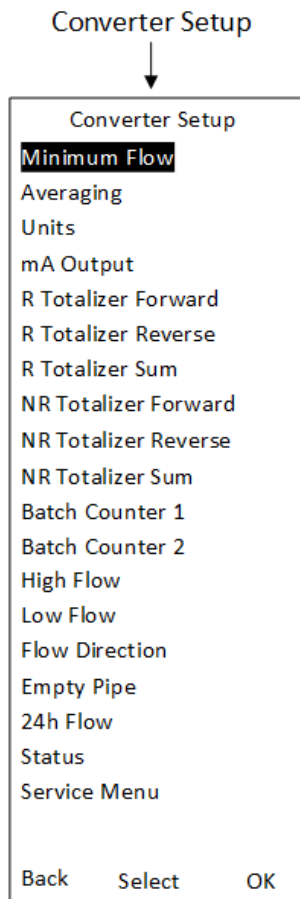 Converter Setup
Converter Setup
Minimum Flow
Averaging
Units
mA Output
R Totalizer Forward
R Totalizer Reverse
R Totalizer Sum
NR Totalizer Forward
NR Totalizer Reverse
NR Totalizer Sum
Batch Counter 1
Batch Counter 2
High Flow
Low Flow
Flow Direction
Empty Pipe
24h Flow
Status
Service Menu
Back Select OK